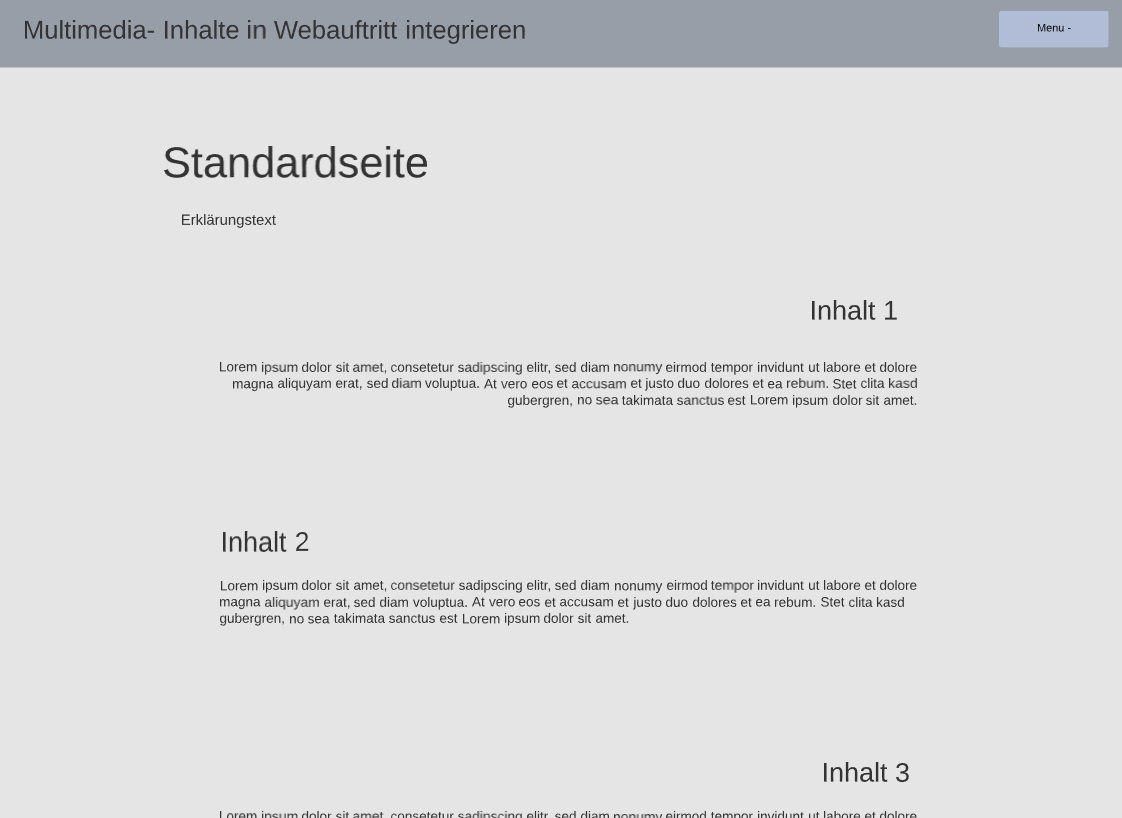 Multimedia- Inhalte in Webauftritt integrieren
Menu -
Standardseite
Erklärungstext
Inhalt 1
Lorem ipsum dolor sit amet, consetetur sadipscing elitr, sed diam nonumy eirmod tempor invidunt ut labore et dolore
magna aliquyam erat, sed diam voluptua. At vero eos et accusam et justo duo dolores et ea rebum. Stet clita kasd
gubergren, no sea takimata sanctus est Lorem ipsum dolor sit amet.
Inhalt 2
Lorem ipsum dolor sit amet, consetetur sadipscing elitr, sed diam nonumy eirmod tempor invidunt ut labore et dolore
magna aliquyam erat, sed diam voluptua. At vero eos et accusam et justo duo dolores et ea rebum. Stet clita kasd
gubergren, no sea takimata sanctus est Lorem ipsum dolor sit amet.
Inhalt 3
Lorem ipsum dolor sit amet, consetetur sadipscing elitr, sed diam nonumy eirmod tempor invidunt ut labore et dolore